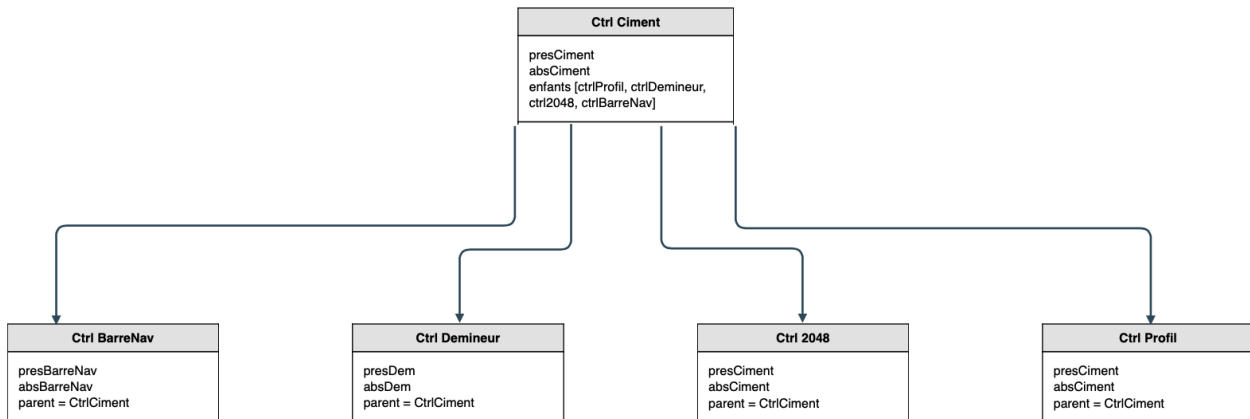 Ctrl Ciment
presCiment
absCiment
enfants [ctrlProfil, ctrlDemineur,
ctrl2048, ctrlBarreNav]
Ctrl BarreNav
presBarreNav
absBarreNav
parent = CtrlCiment
Ctrl Demineur
presDem
absDem
parent = CtrlCiment
Ctrl 2048
presCiment
absCiment
parent = CtrlCiment
Ctrl Profil
presCiment
absCiment
parent = CtrlCiment